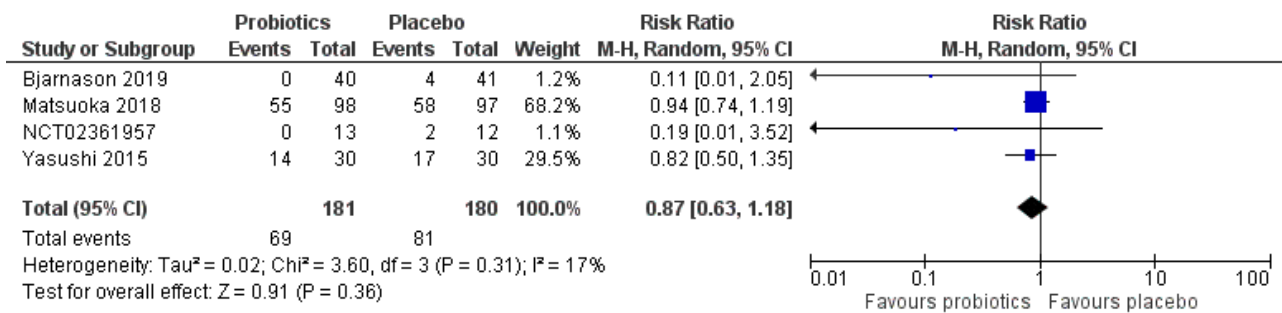 Probiotics Placebo Risk Ratio Risk Ratio
Study or Subgroup Events Total Events Total Weight M-H, Random, 95% CI M-H, Random, 95% CI
Bjarnason 2019 0 40 4 41 1.2% 0.11 [0.01, 2.05]
Matsuoka 2018 55 98 58 97 68.2% 0.94 [0.74, 1.19]
NCT02361957 0 13 2 12 1.1% 0.19 [0.01, 3.52]
Yasushi 2015 14 30 17 30 29.5% 0.82 [0.50, 1.35]
Total (95% CI) 181 180 100.0% 0.87 [0.63, 1.18]
Total events 69 81
Heterogeneity: Tau² = 0.02; Chi² = 3.60, df = 3 (P = 0.31); I² = 17%
Test for overall effect: Z = 0.91 (P = 0.36)
0.01 0.1 1 10 100
Favours probiotics Favours placebo